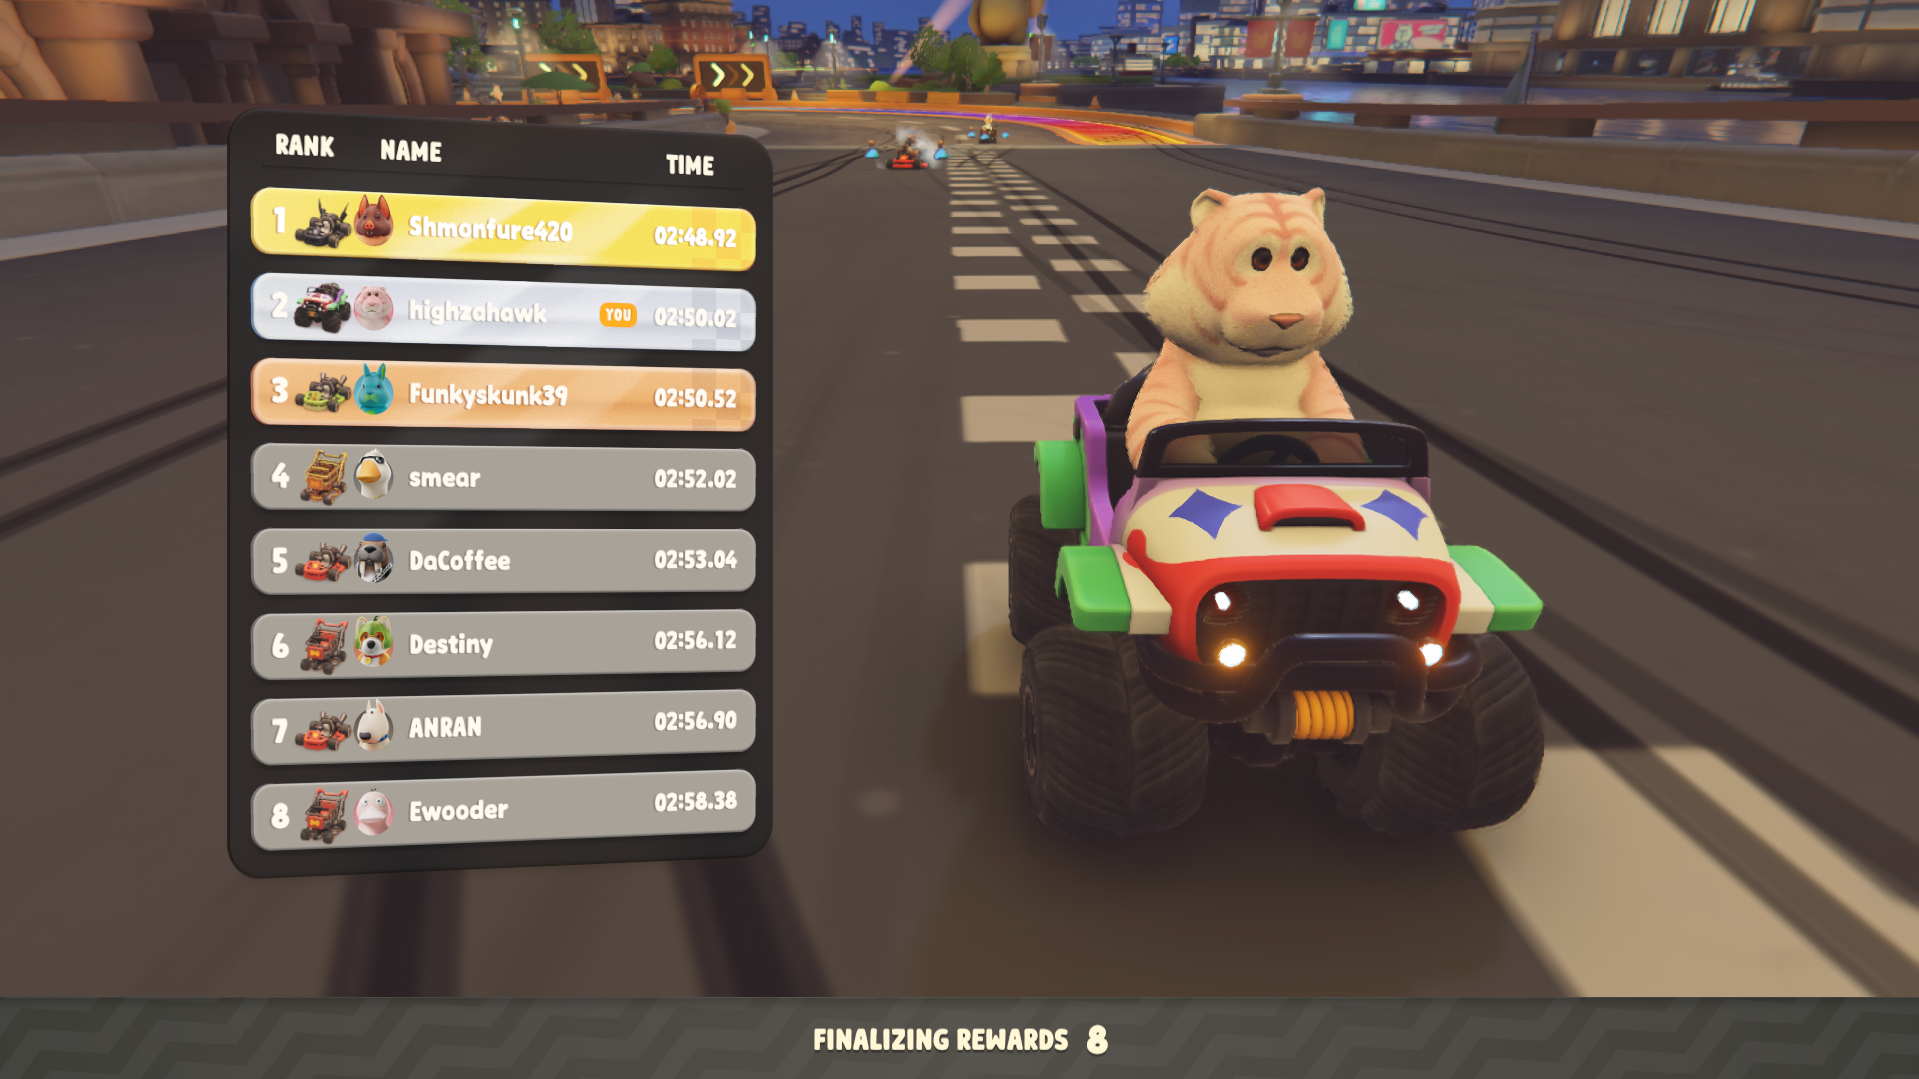 RANK NAME TIME
1 Shmanfure420 02:48.92
2 highzahawk YOU 02:50.02
3 Funkyskunk39 02:50.52
4 smear 02:52.02
5 DaCoffee 02:53.04
6 Destiny 02:56.12
7 ANRAN 02:56.90
8 Ewooder 02:58.38
FINALIZING REWARDS 8